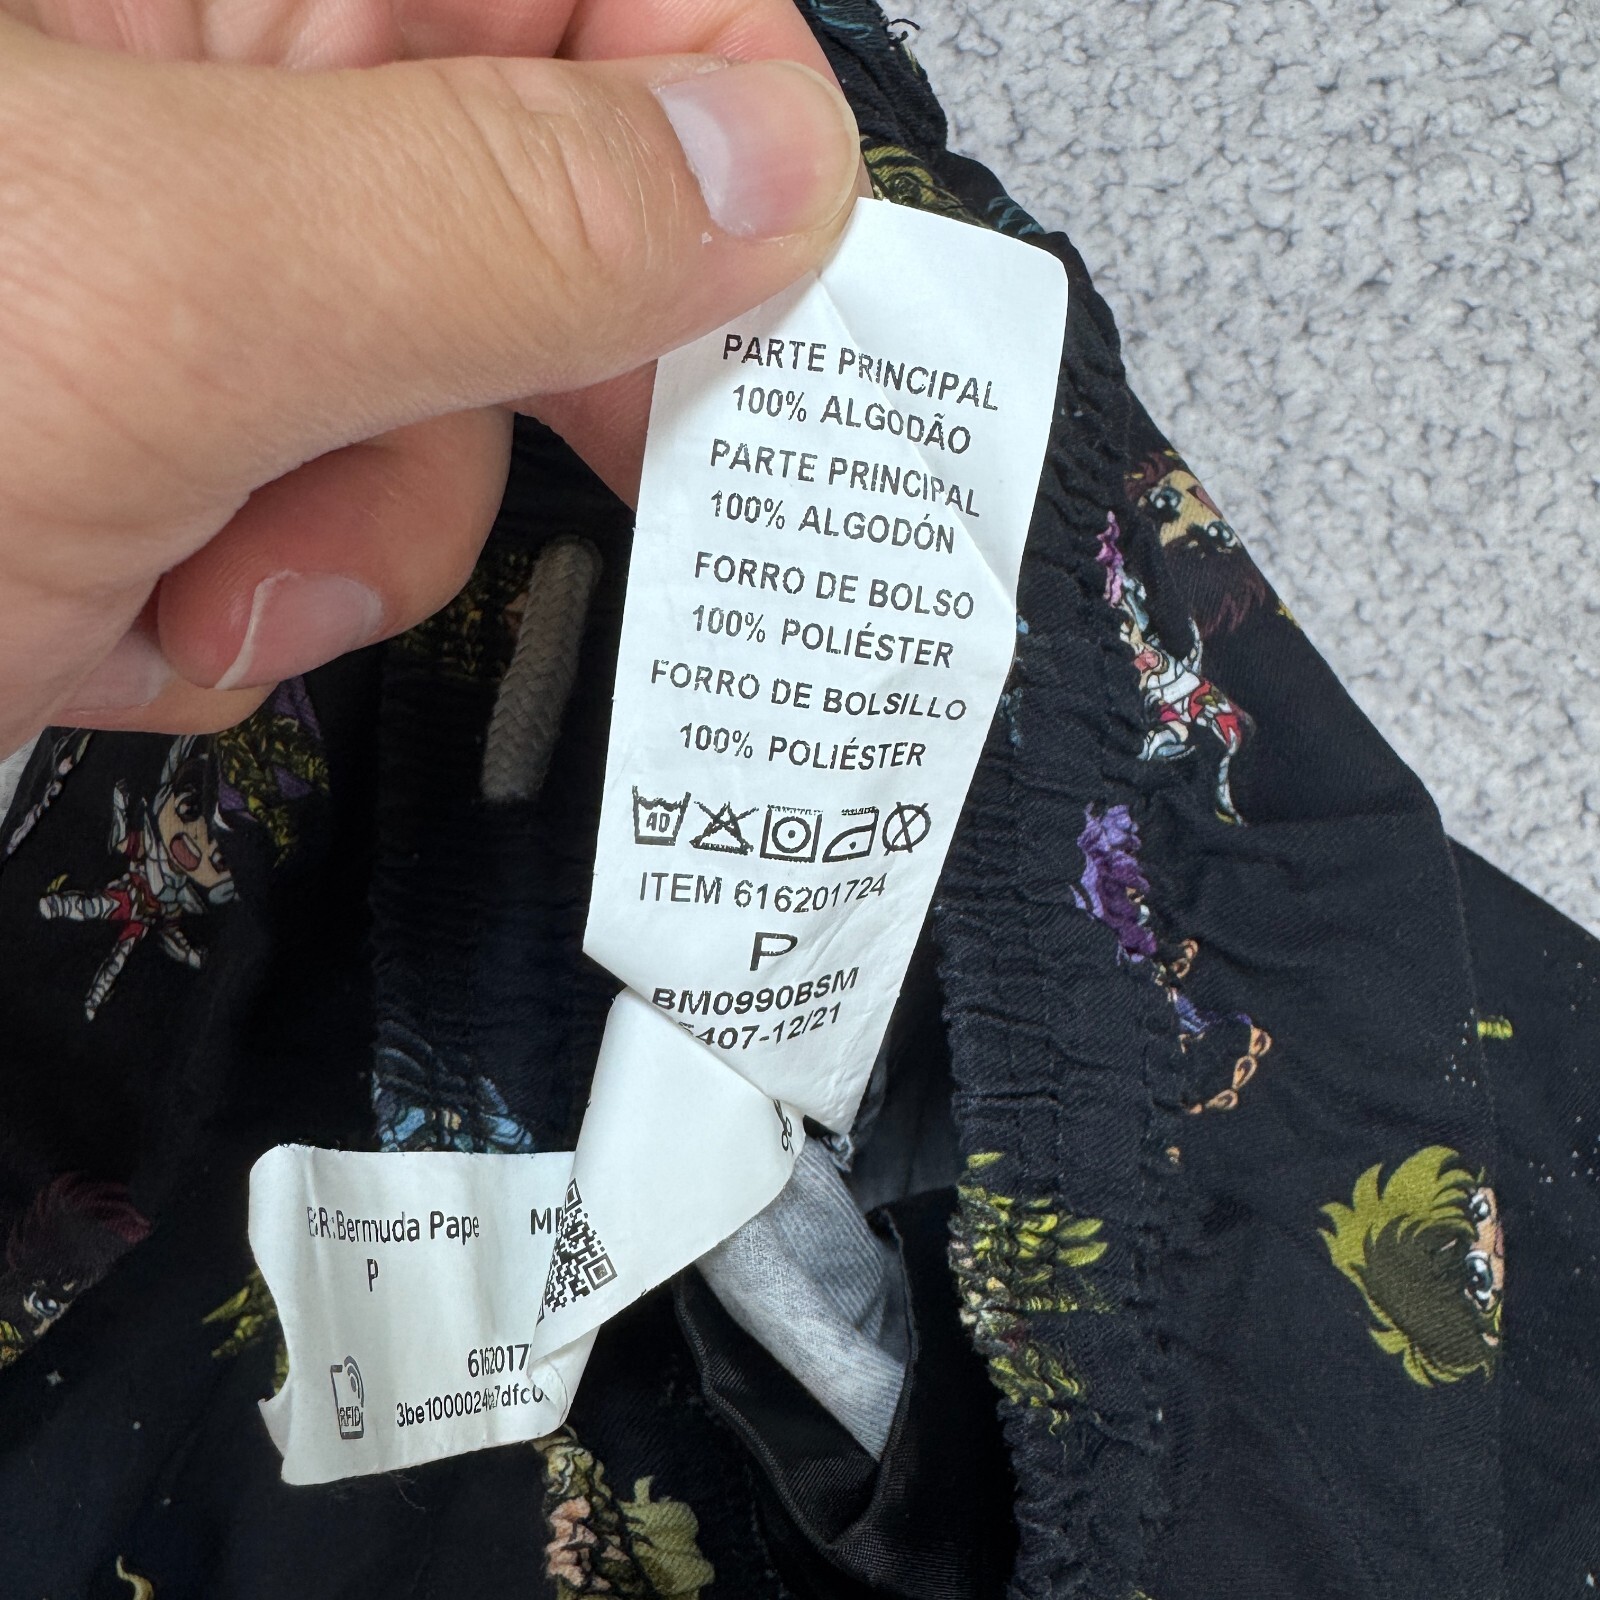 PARTE PRINCIPAL
100% ALGODÃO
PARTE PRINCIPAL
100% ALGODÓN
FORRO DE BOLSO
100% POLIÉSTER
FORRO DE BOLSILLO
100% POLIÉSTER
40
ITEM 616201724
P
BM0990BSM
5407-12/21
Bermuda Pape
P
RFID